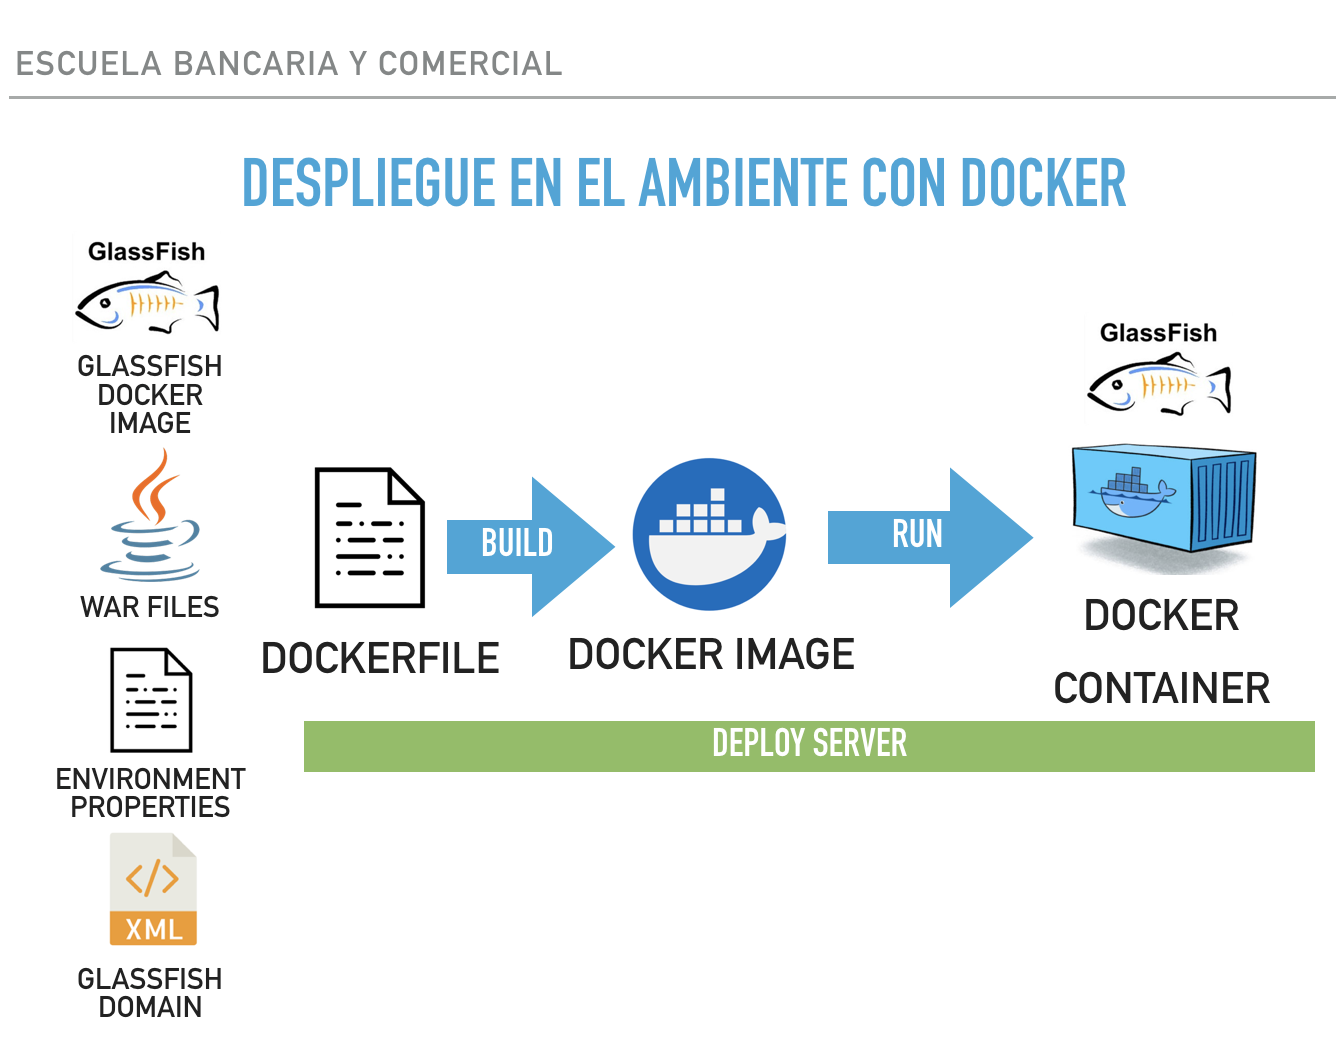 ESCUELA BANCARIA Y COMERCIAL
DESPLIEGUE EN EL AMBIENTE CON DOCKER
GlassFish
GLASSFISH
DOCKER
IMAGE
WAR FILES
ENVIRONMENT
PROPERTIES
XML
GLASSFISH
DOMAIN
DOCKERFILE
BUILD
DOCKER IMAGE
RUN
GlassFish
DOCKER
CONTAINER
DEPLOY SERVER